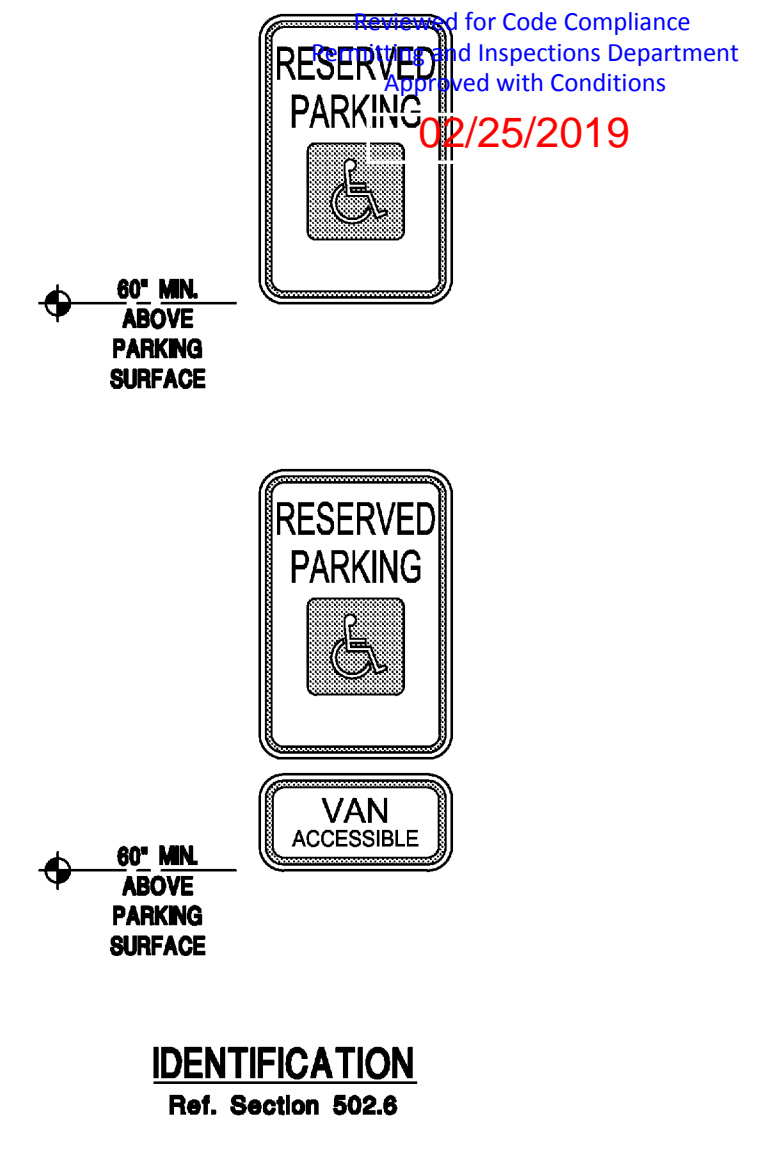 Reviewed for Code Compliance
Permitting and Inspections Department
Approved with Conditions
02/25/2019
RESERVED
PARKING
60" MIN.
ABOVE
PARKING
SURFACE
RESERVED
PARKING
VAN
ACCESSIBLE
60" MIN.
ABOVE
PARKING
SURFACE
IDENTIFICATION
Ref. Section 502.6